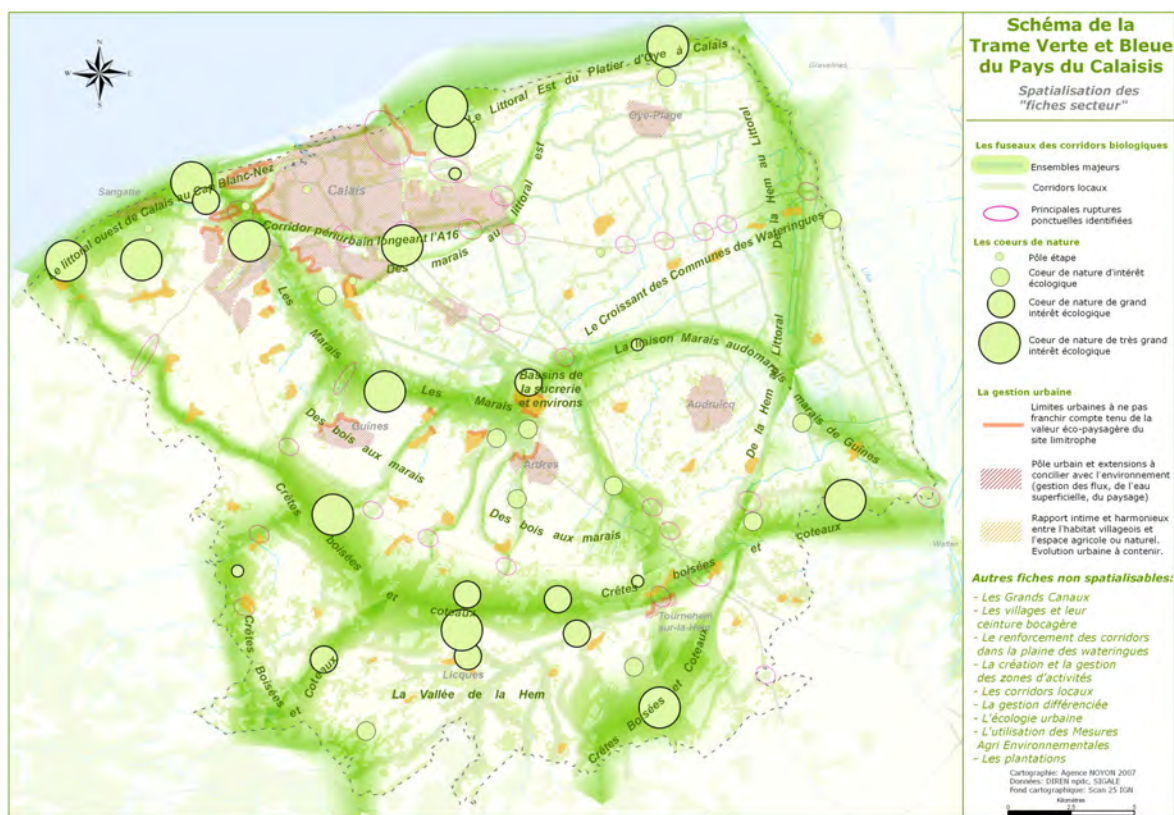 Schéma de la
Trame Verte et Bleue
du Pays du Calaisis
Spatialisation des
"fiches secteur"
Les fuseaux des corridors biologiques
Ensembles majeurs
Corridors locaux
Principales ruptures
ponctuelles identifiées
Les coeurs de nature
Pôle étape
Coeur de nature d'intérêt
écologique
Coeur de nature de grand
intérêt écologique
Coeur de nature de très grand
intérêt écologique
La gestion urbaine
Limites urbaines à ne pas
franchir compte tenu de la
valeur éco-paysagère du
site limitrophe
Pôle urbain et extensions à
concilier avec l'environnement
(gestion des flux, de l'eau
superficielle, du paysage)
Rapport intime et harmonieux
entre l'habitat villageois et
l'espace agricole ou naturel.
Evolution urbaine à contenir.
Autres fiches non spatialisables:
- Les Grands Canaux
- Les villages et leur
ceinture bocagère
- Le renforcement des corridors
dans la plaine des wateringues
- La création et la gestion
des zones d'activités
- Les corridors locaux
- La gestion différenciée
- L'écologie urbaine
- L'utilisation des Mesures
Agri Environnementales
- Les plantations
Cartographie: Agence NOYON 2007
Données: DIREN npdc, SIGALE
Fond cartographique: Scan 25 IGN
Kilomètres
0 2.5 5
N
W E
S
Gravelines
Le Littoral Est du Platier d'Oye à Calais
Oye-Plage
De la Hem au Littoral
Sangatte
Calais
Le littoral ouest de Calais au Cap Blanc-Nez
Corridor périurbain longeant l'A16
Des marais au littoral est
Le Croissant des Communes des Wateringues
Les Marais
La liaison Marais audomarois marais de Guînes
Les Marais
Bassins de
la sucrerie
et environs
Audruicq
De la Hem Littoral
Guînes
Ardres
Des bois aux marais
Des bois aux marais
Watten
Crêtes boisées et coteaux
Crêtes boisées et coteaux
Tournehem
sur-la-Hem
Crêtes Boisées et Coteaux
Licques
La Vallée de la Hem
Crêtes Boisées et Coteaux